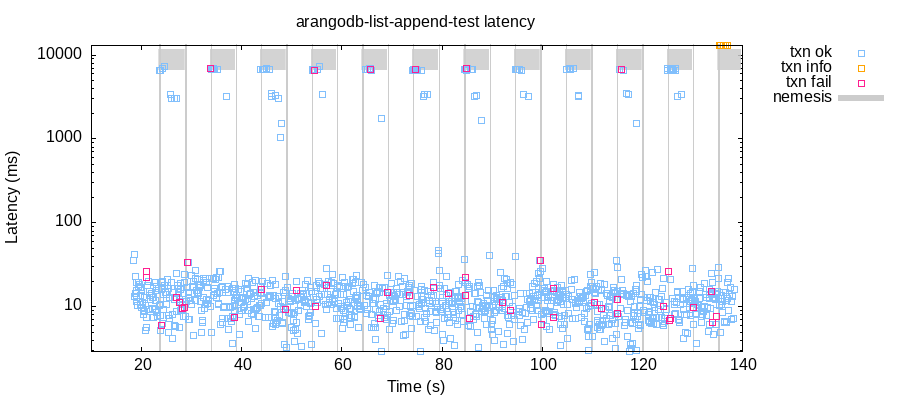 arangodb-list-append-test latency
10000
1000
100
10
Latency (ms)
20
40
60
80
100
120
140
Time (s)
txn ok
txn info
txn fail
nemesis